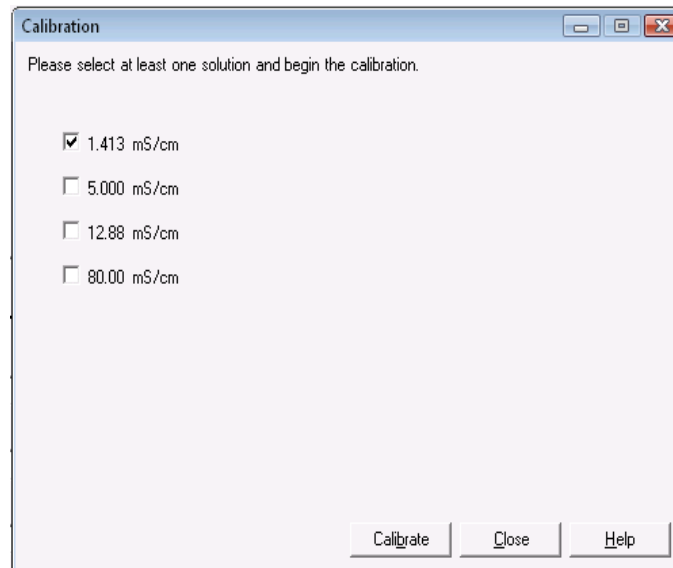 Calibration
Please select at least one solution and begin the calibration.
1.413 mS/cm
5.000 mS/cm
12.88 mS/cm
80.00 mS/cm
Calibrate Close Help